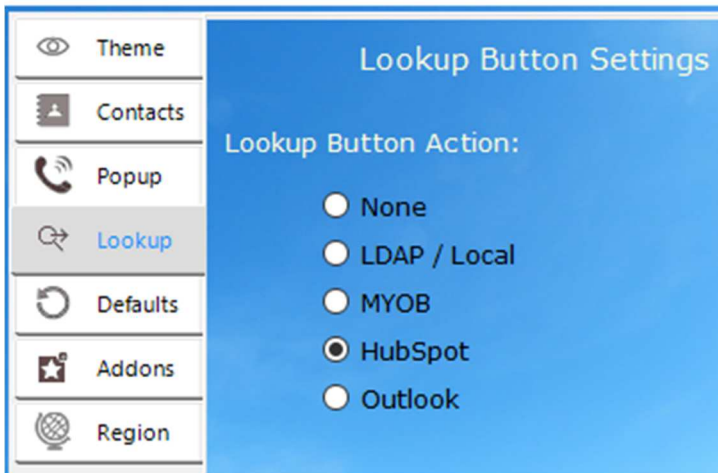 Theme
Contacts
Popup
Lookup
Defaults
Addons
Region
Lookup Button Settings
Lookup Button Action:
None
LDAP / Local
MYOB
HubSpot
Outlook